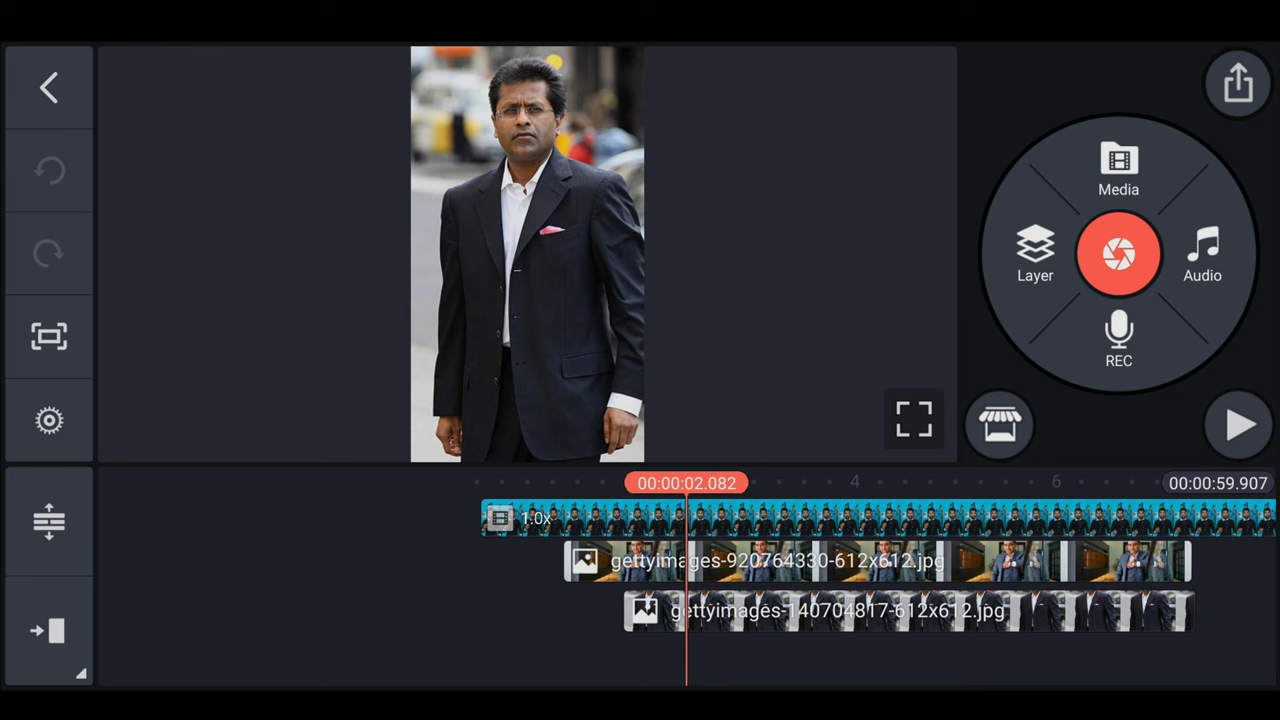 Media
Layer
Audio
REC
00:00:02.082
4
6
00:00:59.907
1.0x
gettyimages-920764330-612x612.jpg
gettyimages-140704817-612x612.jpg